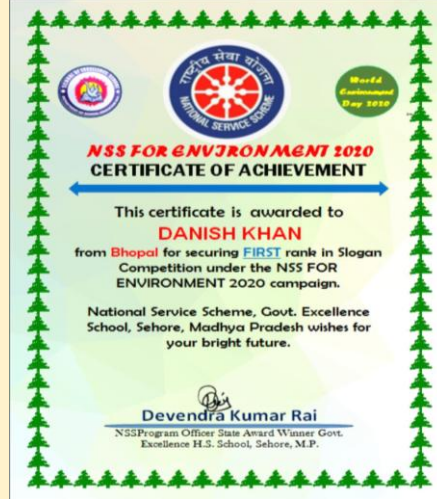 राष्ट्रीय सेवा योजना
NATIONAL SERVICE SCHEME
World
Environment
Day 2020
NSS FOR ENVIRONMENT 2020
CERTIFICATE OF ACHIEVEMENT
This certificate is awarded to
DANISH KHAN
from Bhopal for securing FIRST rank in Slogan
Competition under the NSS FOR
ENVIRONMENT 2020 campaign.
National Service Scheme, Govt. Excellence
School, Sehore, Madhya Pradesh wishes for
your bright future.
Devendra Kumar Rai
NSSProgram Officer State Award Winner Govt.
Excellence H.S. School, Sehore, M.P.